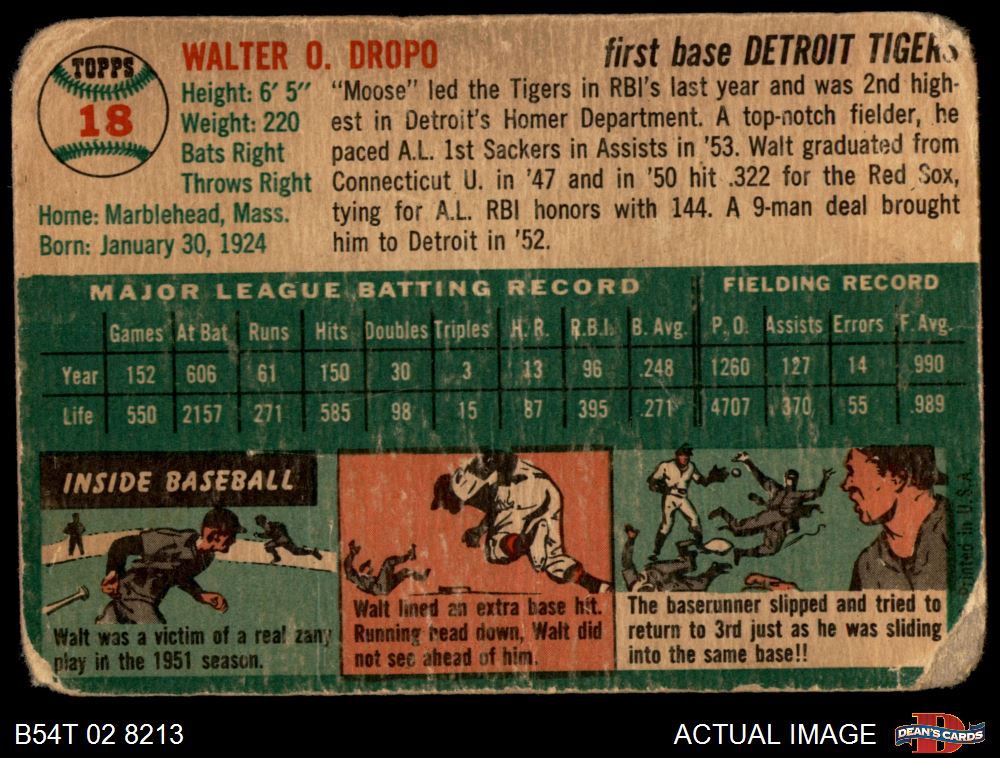 TOPPS
18
WALTER O. DROPO
first base DETROIT TIGERS
Height: 6' 5"
Weight: 220
Bats Right
Throws Right
Home: Marblehead, Mass.
Born: January 30, 1924
"Moose" led the Tigers in RBI's last year and was 2nd high-
est in Detroit's Homer Department. A top-notch fielder, he
paced A.L. 1st Sackers in Assists in '53. Walt graduated from
Connecticut U. in '47 and in '50 hit .322 for the Red Sox,
tying for A.L. RBI honors with 144. A 9-man deal brought
him to Detroit in '52.
MAJOR LEAGUE BATTING RECORD FIELDING RECORD
Games At Bat Runs Hits Doubles Triples H.R. R.B.I. B. Avg. P.O. Assists Errors F. Avg.
Year 152 606 61 150 30 3 13 96 .248 1260 127 14 .990
Life 550 2157 271 585 98 15 87 395 .271 4707 370 55 .989
INSIDE BASEBALL
Walt was a victim of a real zany
play in the 1951 season.
Walt lined an extra base hit.
Running head down, Walt did
not see ahead of him.
The baserunner slipped and tried to
return to 3rd just as he was sliding
into the same base!!
Printed in U.S.A
B54T 02 8213
ACTUAL IMAGE
D
DEAN'S CARDS